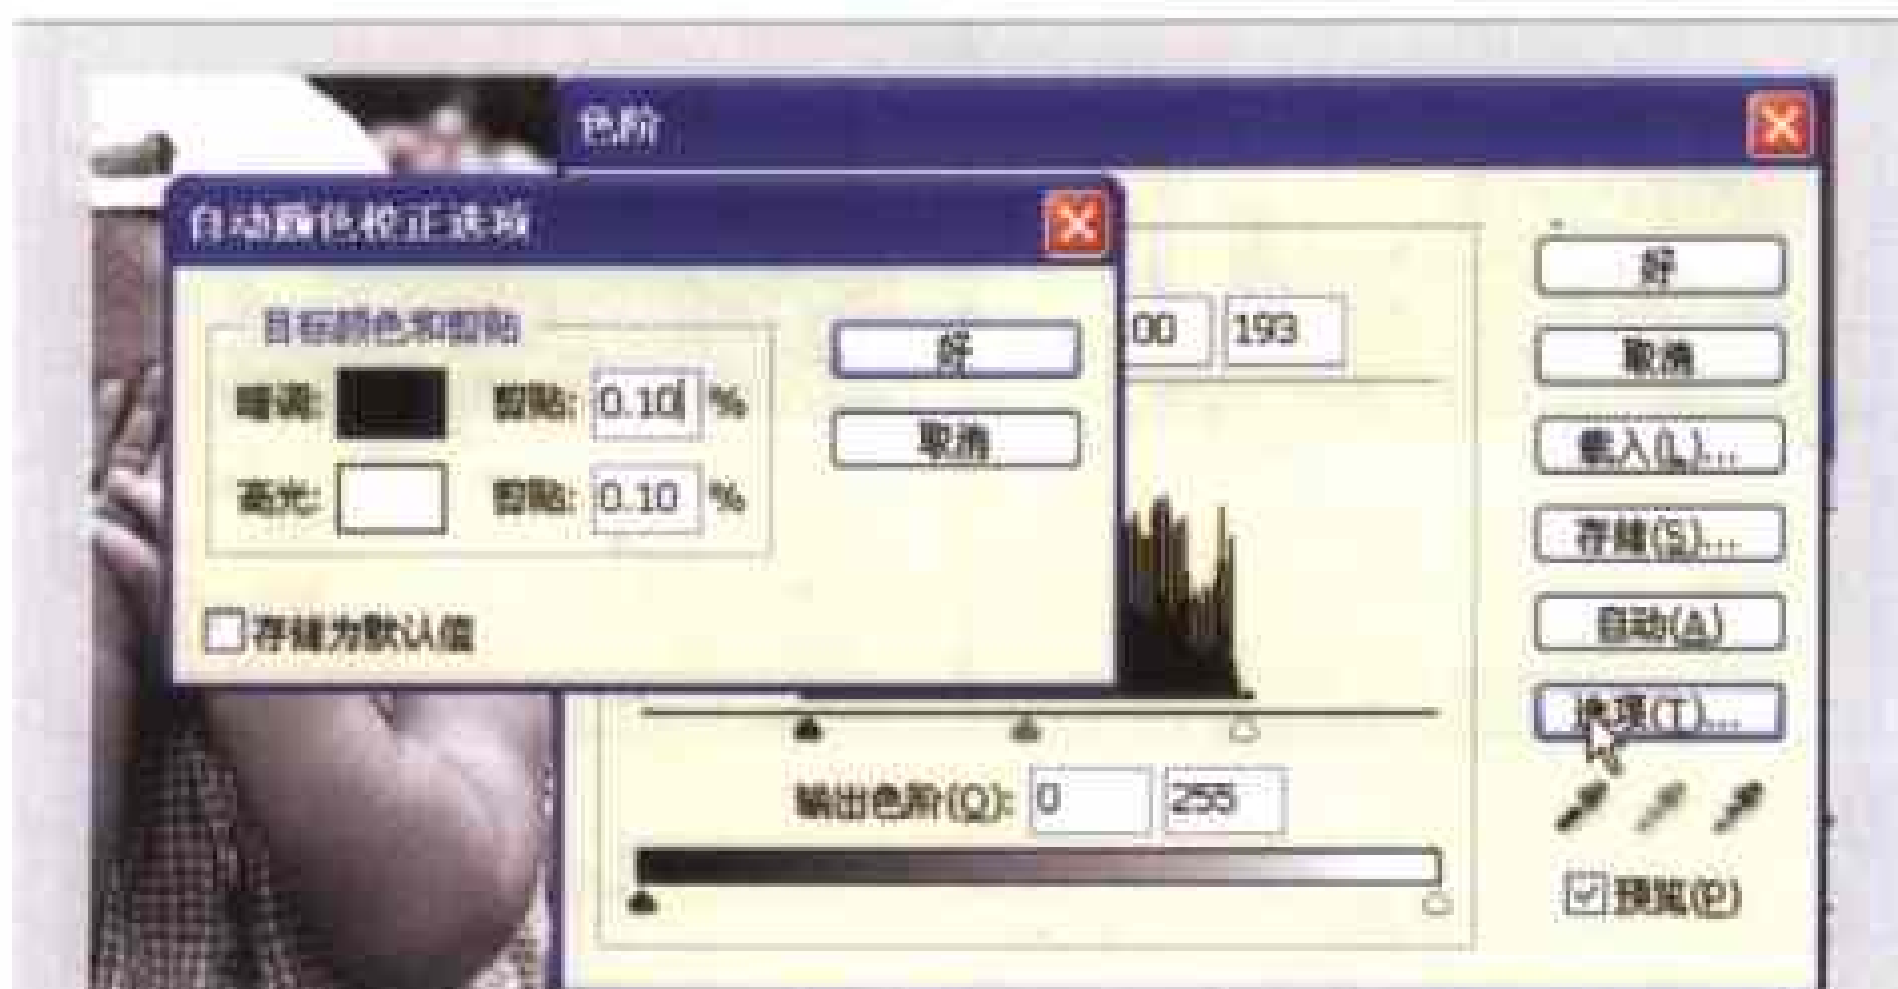 色阶
自动颜色校正选项
目标颜色和剪贴
暗调: 剪贴: 0.10 %
高光: 剪贴: 0.10 %
存储为默认值
好
取消
00 193
输出色阶(O): 0 255
好
取消
载入(L)...
存储(S)...
自动(A)
选项(T)...
预览(P)